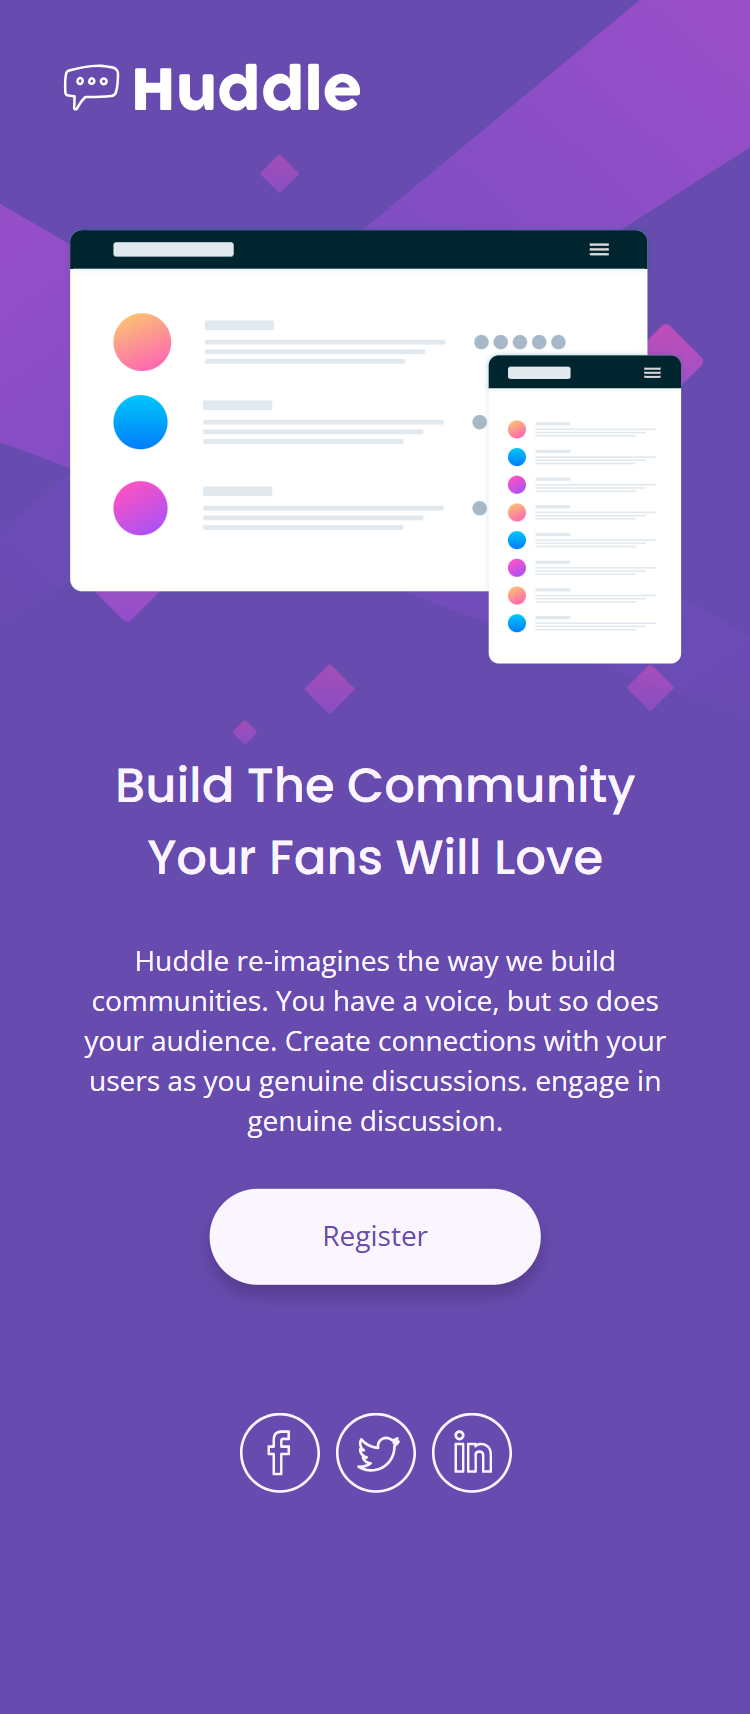 Huddle
Build The Community
Your Fans Will Love
Huddle re-imagines the way we build
communities. You have a voice, but so does
your audience. Create connections with your
users as you genuine discussions. engage in
genuine discussion.
Register